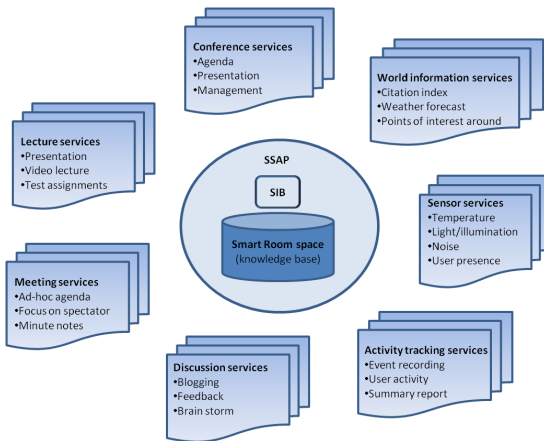 Conference services
•Agenda
•Presentation
•Management
World information services
•Citation index
•Weather forecast
•Points of interest around
Lecture services
•Presentation
•Video lecture
•Test assignments
SSAP
SIB
Smart Room space
(knowledge base)
Sensor services
•Temperature
•Light/illumination
•Noise
•User presence
Meeting services
•Ad-hoc agenda
•Focus on spectator
•Minute notes
Discussion services
•Blogging
•Feedback
•Brain storm
Activity tracking services
•Event recording
•User activity
•Summary report